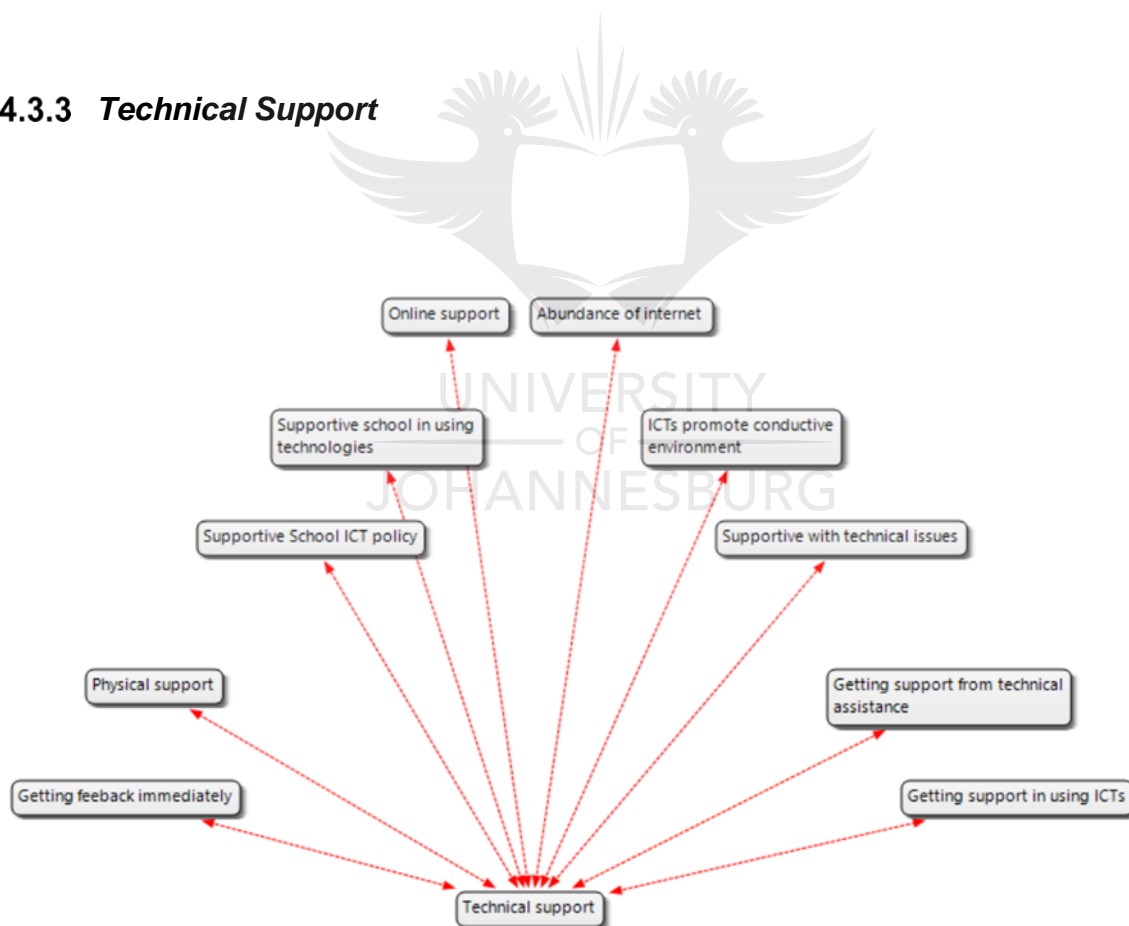 4.3.3 Technical Support
Online support
Abundance of internet
UNIVERSITY
OF
JOHANNESBURG
Supportive school in using
technologies
ICTs promote conductive
environment
Supportive School ICT policy
Supportive with technical issues
Physical support
Getting support from technical
assistance
Getting feeback immediately
Getting support in using ICTs
Technical support